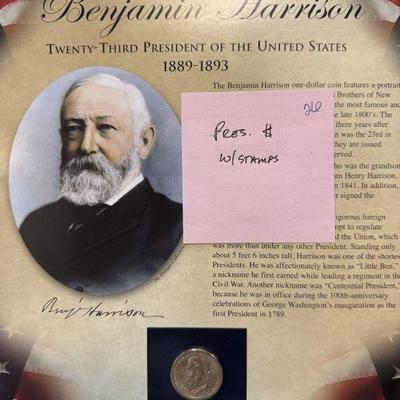 Benjamin Harrison
TWENTY-THIRD PRESIDENT OF THE UNITED STATES
1889-1893
The Benjamin Harrison one-dollar coin features a portrait
Brothers of New
the most famous and
e late 1800's. The
three years after
n was the 23rd in
they are issued
erved.
26
PRES. $
W/STAMPS
ho was the grandson
am Henry Harrison,
n 1841. In addition,
r signed the
igorous foreign
mpt to regulate
d the Union, which
was more than under any other President. Standing only
about 5 feet 6 inches tall, Harrison was one of the shortest
Presidents. He was affectionately known as "Little Ben,"
a nickname he first earned while leading a regiment in the
Civil War. Another nickname was "Centennial President,"
because he was in office during the 100th-anniversary
celebrations of George Washington's inauguration as the
first President in 1789.
Benj Harrison